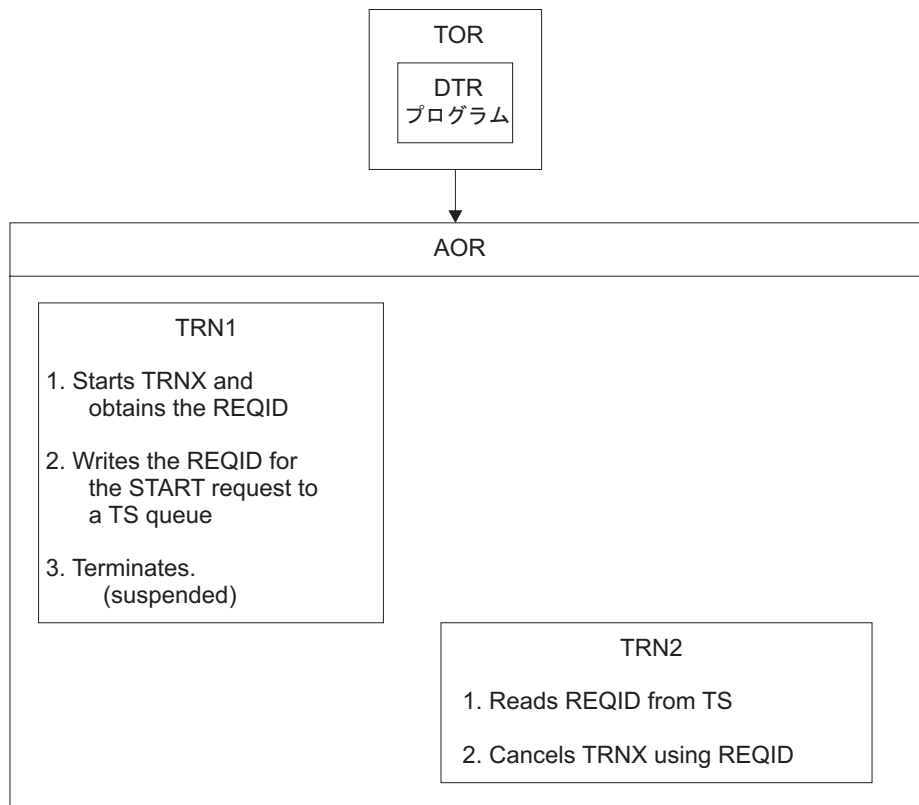 TOR
DTR
プログラム
AOR
TRN1
1. Starts TRNX and
obtains the REQID
2. Writes the REQID for
the START request to
a TS queue
3. Terminates.
(suspended)
TRN2
1. Reads REQID from TS
2. Cancels TRNX using REQID